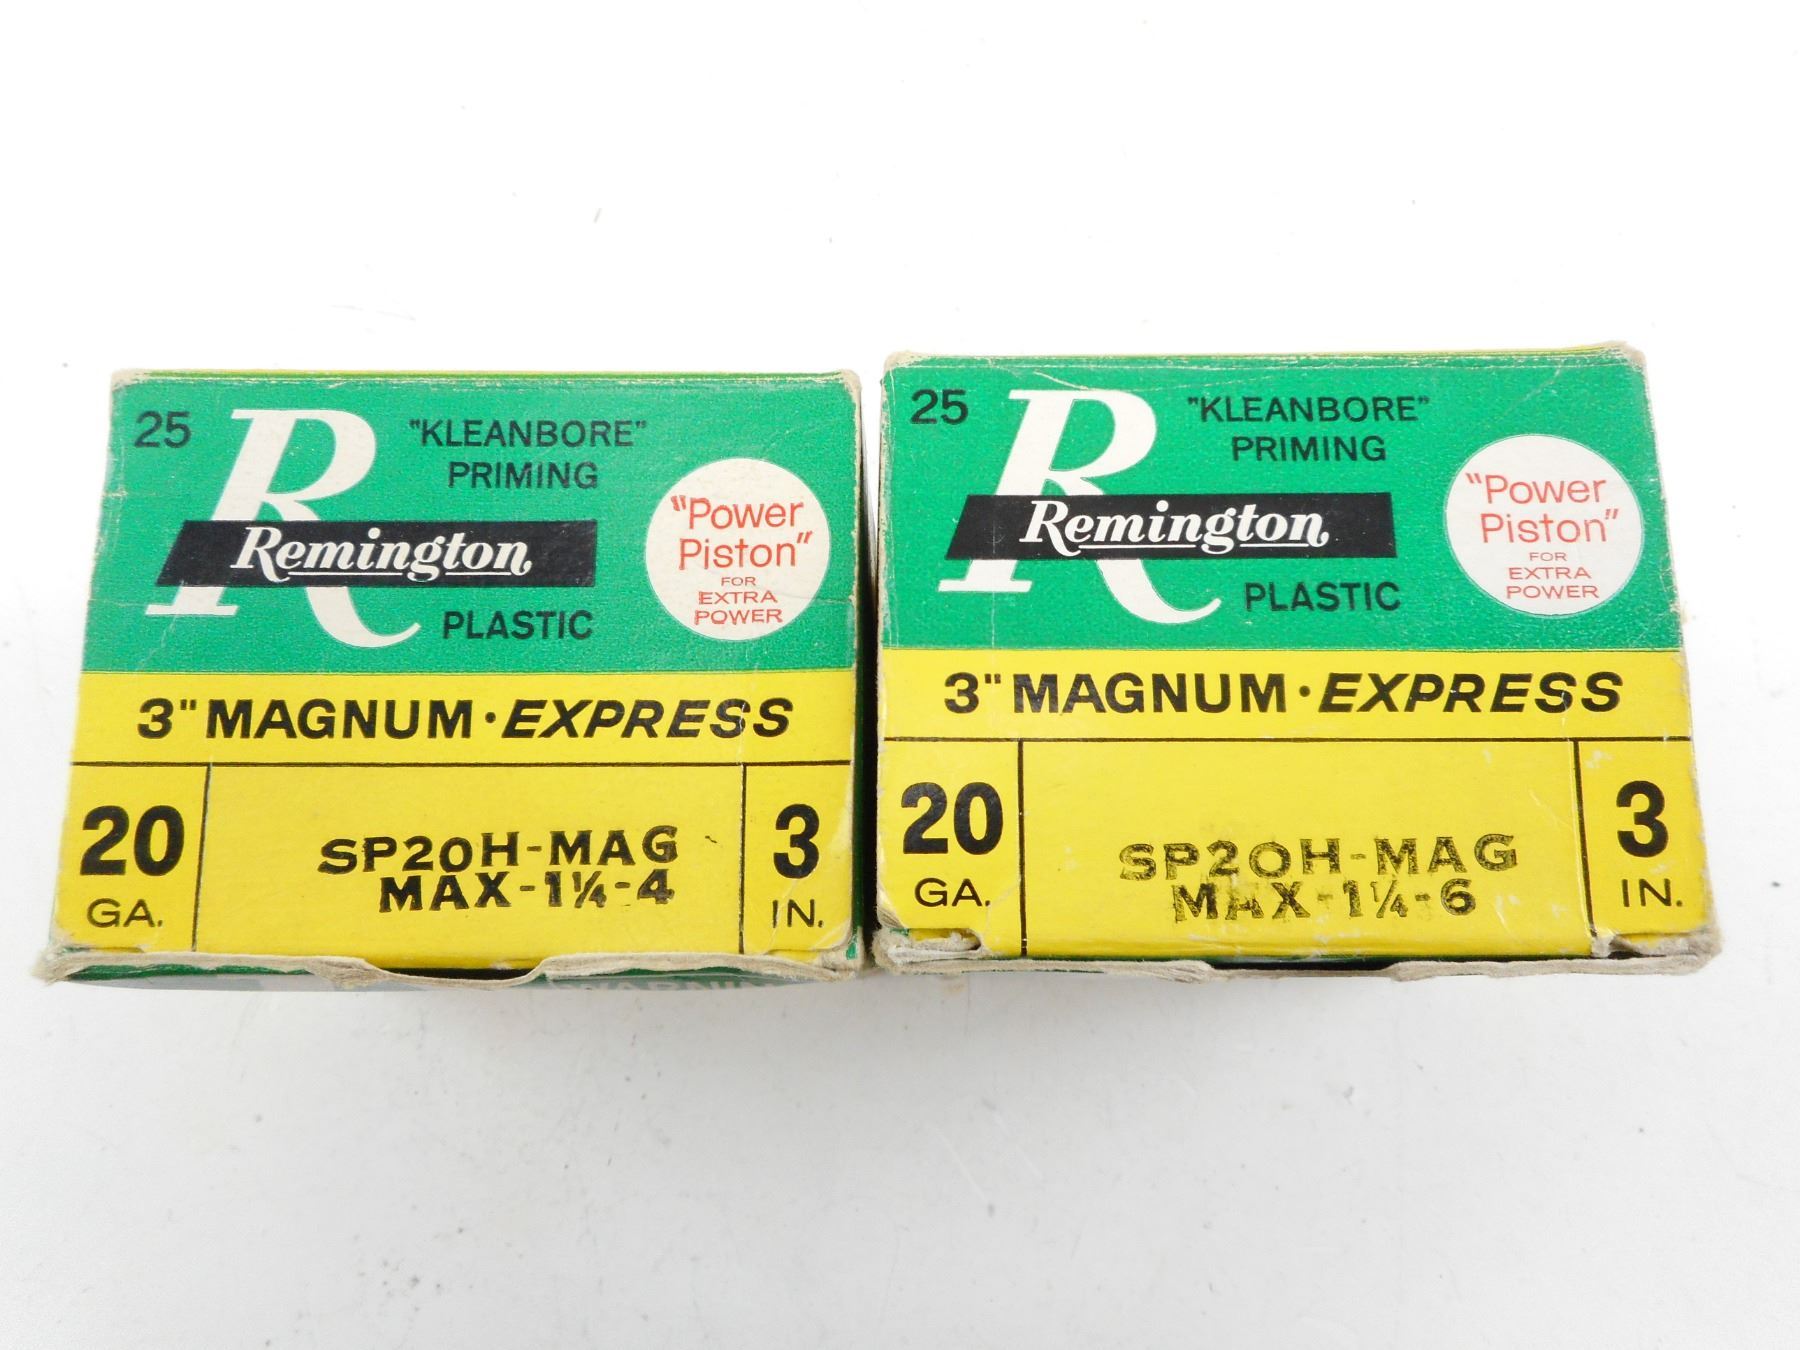 25
R
"KLEANBORE"
PRIMING
Remington
PLASTIC
"Power
Piston"
FOR
EXTRA
POWER
3" MAGNUM • EXPRESS
20
GA.
SP20H-MAG
MAX-1¼-4
3
IN.
25
R
"KLEANBORE"
PRIMING
Remington
PLASTIC
"Power
Piston"
FOR
EXTRA
POWER
3" MAGNUM • EXPRESS
20
GA.
SP20H-MAG
MAX-1¼-6
3
IN.